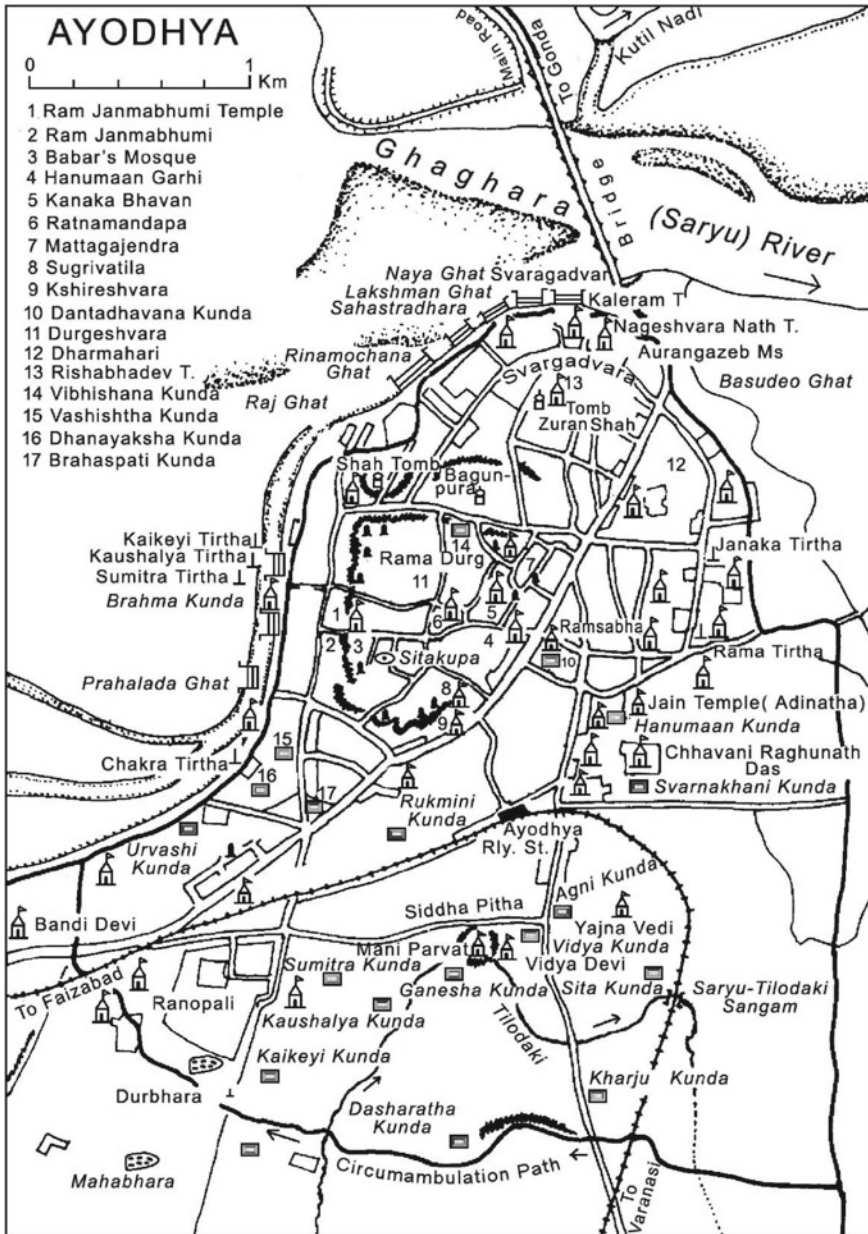 AYODHYA
0 1
Km
1 Ram Janmabhumi Temple
2 Ram Janmabhumi
3 Babar's Mosque
4 Hanumaan Garhi
5 Kanaka Bhavan
6 Ratnamandapa
7 Mattagajendra
8 Sugrivatila
9 Kshireshvara
10 Dantadhavana Kunda
11 Durgeshvara
12 Dharmahari
13 Rishabhadev T.
14 Vibhishana Kunda
15 Vashishtha Kunda
16 Dhanayaksha Kunda
17 Brahaspati Kunda
Main Road
To Gonda
Kutil Nadi
Ghaghara
Bridge
(Saryu) River
Naya Ghat Svaragadvar
Lakshman Ghat
Sahastradhara
Kaleram T
Nageshvara Nath T.
Rinamochana
Ghat
Svargadvara
Aurangazeb Ms
Raj Ghat
13
Basudeo Ghat
Tomb
Zuran Shah
Shah Tomb
Bagun-
pura
12
Kaikeyi Tirtha
Kaushalya Tirtha
Sumitra Tirtha
Brahma Kunda
14
Rama Durg
11
7
Janaka Tirtha
1
6
5
4
Ramsabha
2
3
Sitakupa
10
Rama Tirtha
Prahalada Ghat
8
9
Jain Temple( Adinatha)
Hanumaan Kunda
15
Chakra Tirtha
16
17
Chhavani Raghunath
Das
Rukmini
Kunda
Svarnakhani Kunda
Urvashi
Kunda
Ayodhya
Rly. St.
Agni Kunda
Siddha Pitha
Bandi Devi
Yajna Vedi
Mani Parvat
Vidya Kunda
Sumitra Kunda
Vidya Devi
To Faizabad
Ranopali
Ganesha Kunda
Sita Kunda
Saryu-Tilodaki
Sangam
Kaushalya Kunda
Tilodaki
Kaikeyi Kunda
Kharju Kunda
Durbhara
Dasharatha
Kunda
Mahabhara
Circumambulation Path
To
Varanasi